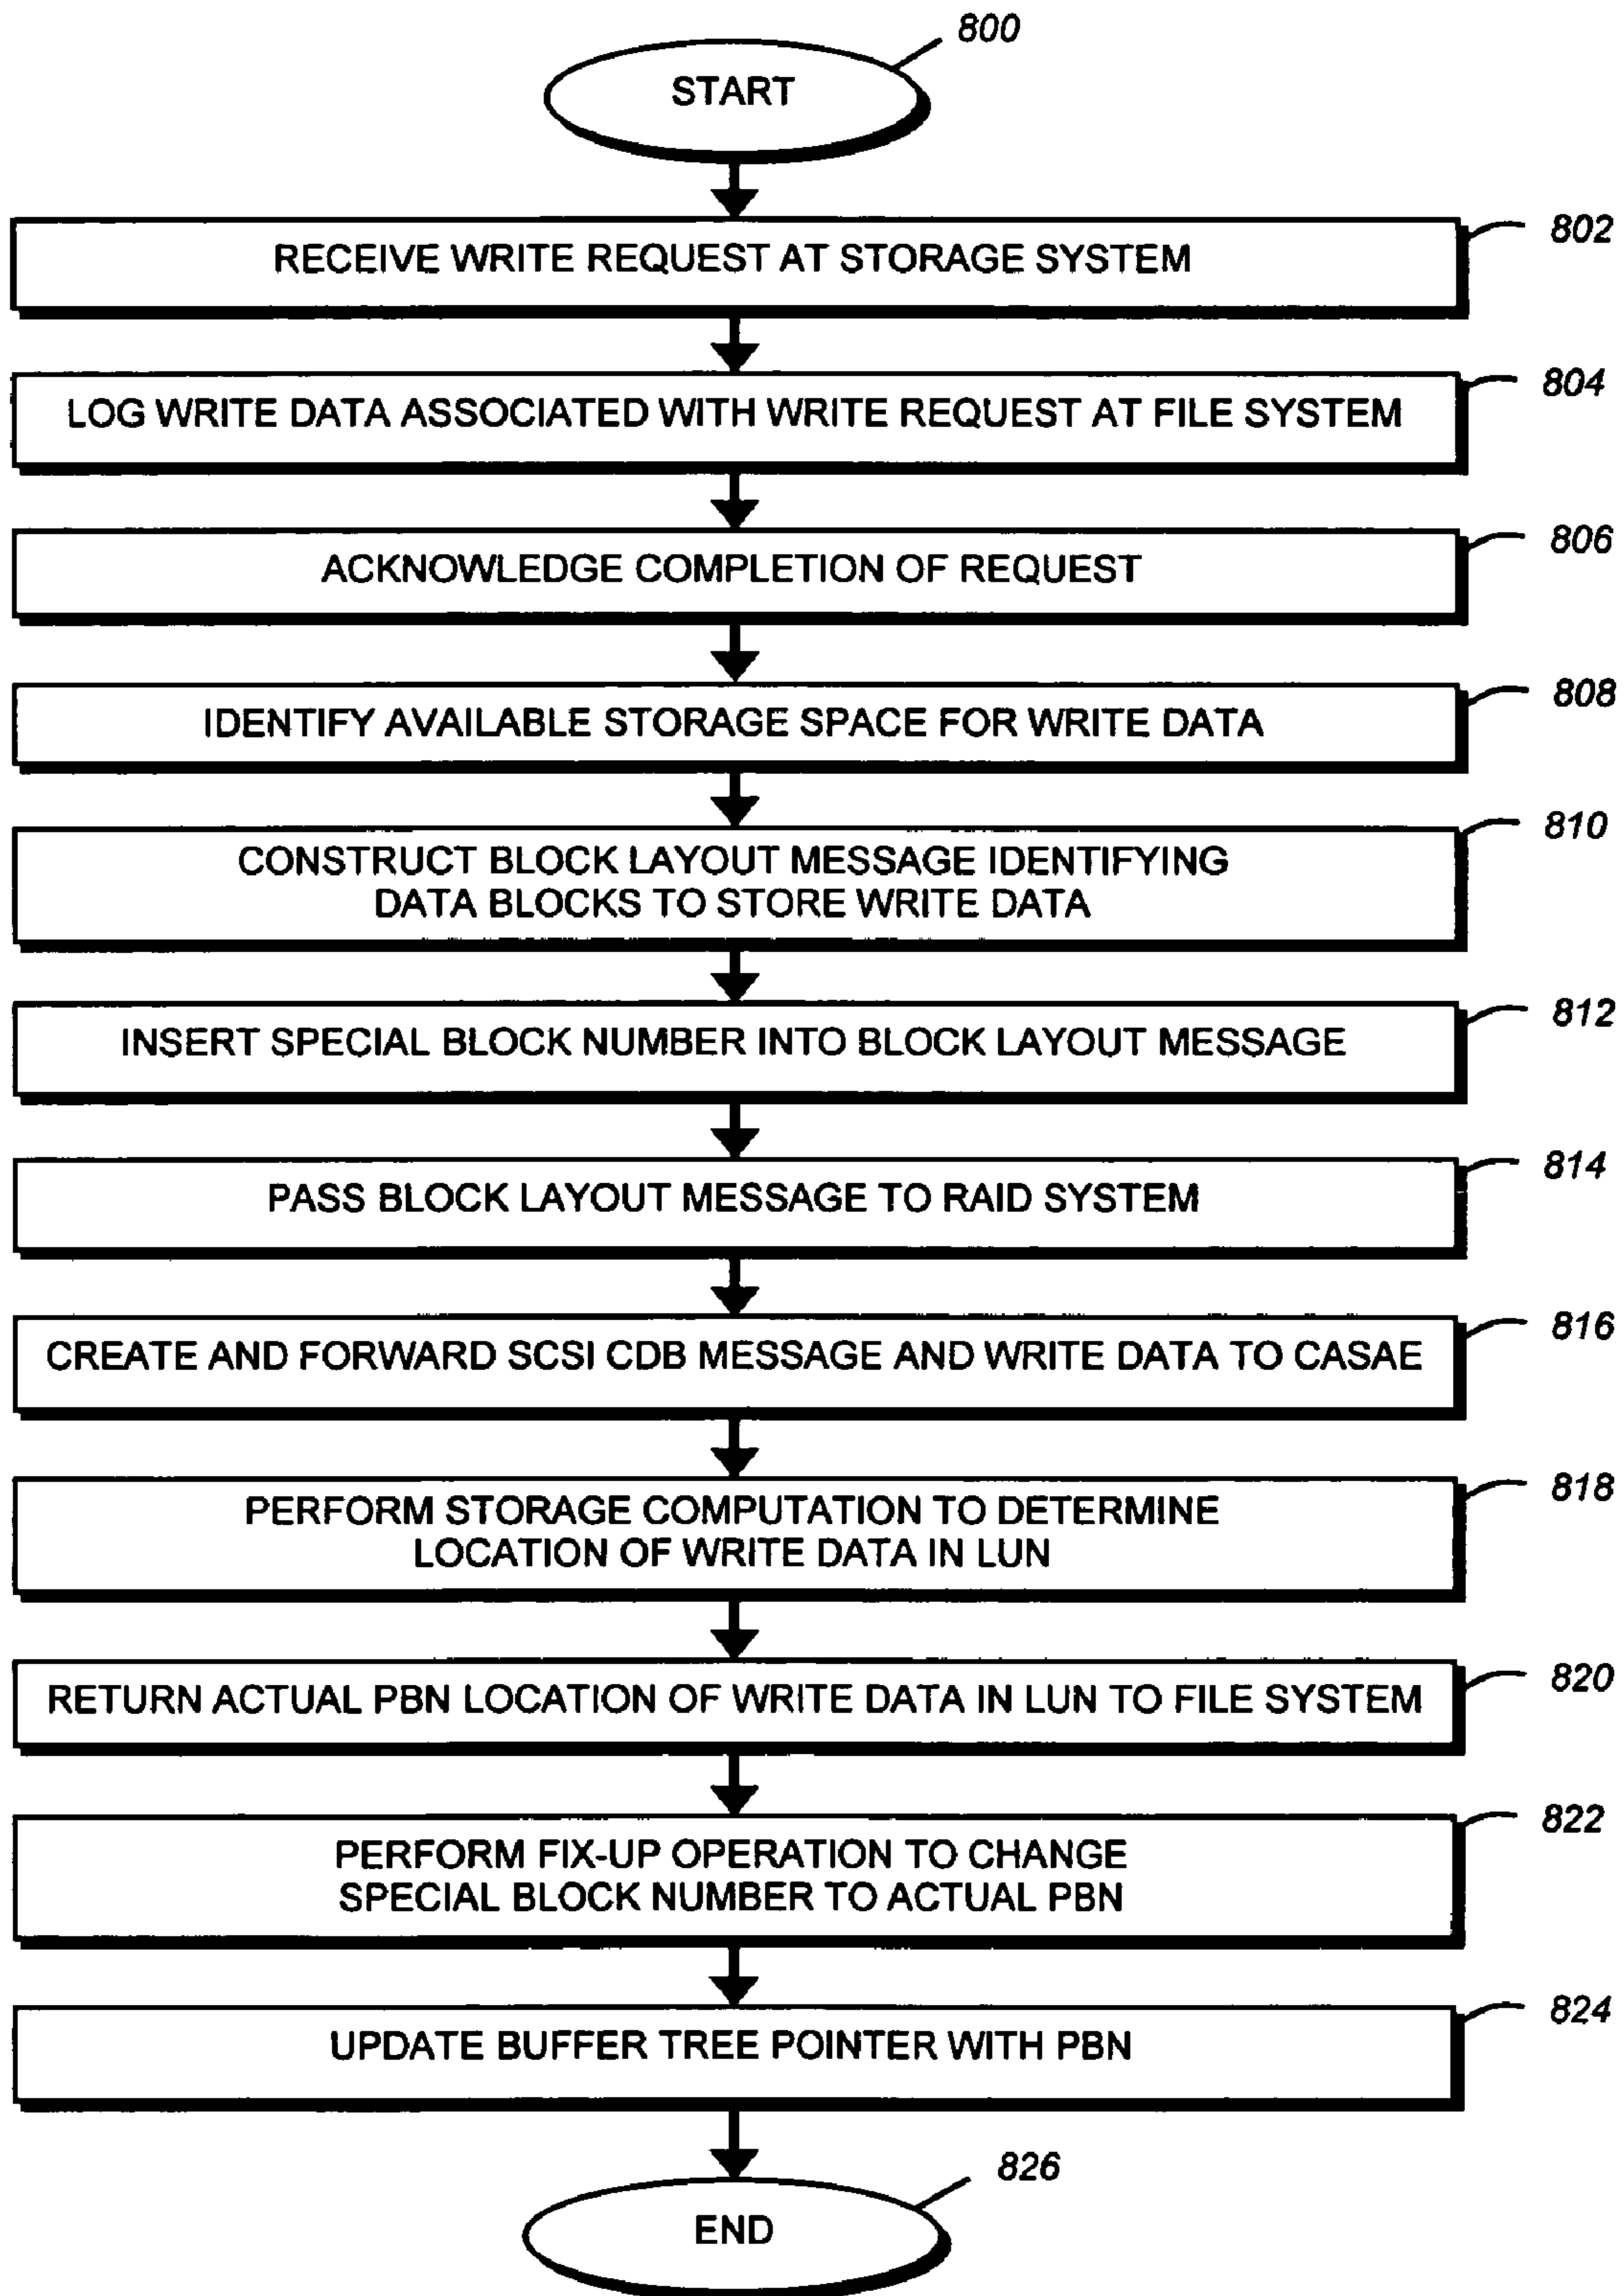 800
START
802
RECEIVE WRITE REQUEST AT STORAGE SYSTEM
804
LOG WRITE DATA ASSOCIATED WITH WRITE REQUEST AT FILE SYSTEM
806
ACKNOWLEDGE COMPLETION OF REQUEST
808
IDENTIFY AVAILABLE STORAGE SPACE FOR WRITE DATA
810
CONSTRUCT BLOCK LAYOUT MESSAGE IDENTIFYING
DATA BLOCKS TO STORE WRITE DATA
812
INSERT SPECIAL BLOCK NUMBER INTO BLOCK LAYOUT MESSAGE
814
PASS BLOCK LAYOUT MESSAGE TO RAID SYSTEM
816
CREATE AND FORWARD SCSI CDB MESSAGE AND WRITE DATA TO CASAE
818
PERFORM STORAGE COMPUTATION TO DETERMINE
LOCATION OF WRITE DATA IN LUN
820
RETURN ACTUAL PBN LOCATION OF WRITE DATA IN LUN TO FILE SYSTEM
822
PERFORM FIX-UP OPERATION TO CHANGE
SPECIAL BLOCK NUMBER TO ACTUAL PBN
824
UPDATE BUFFER TREE POINTER WITH PBN
826
END